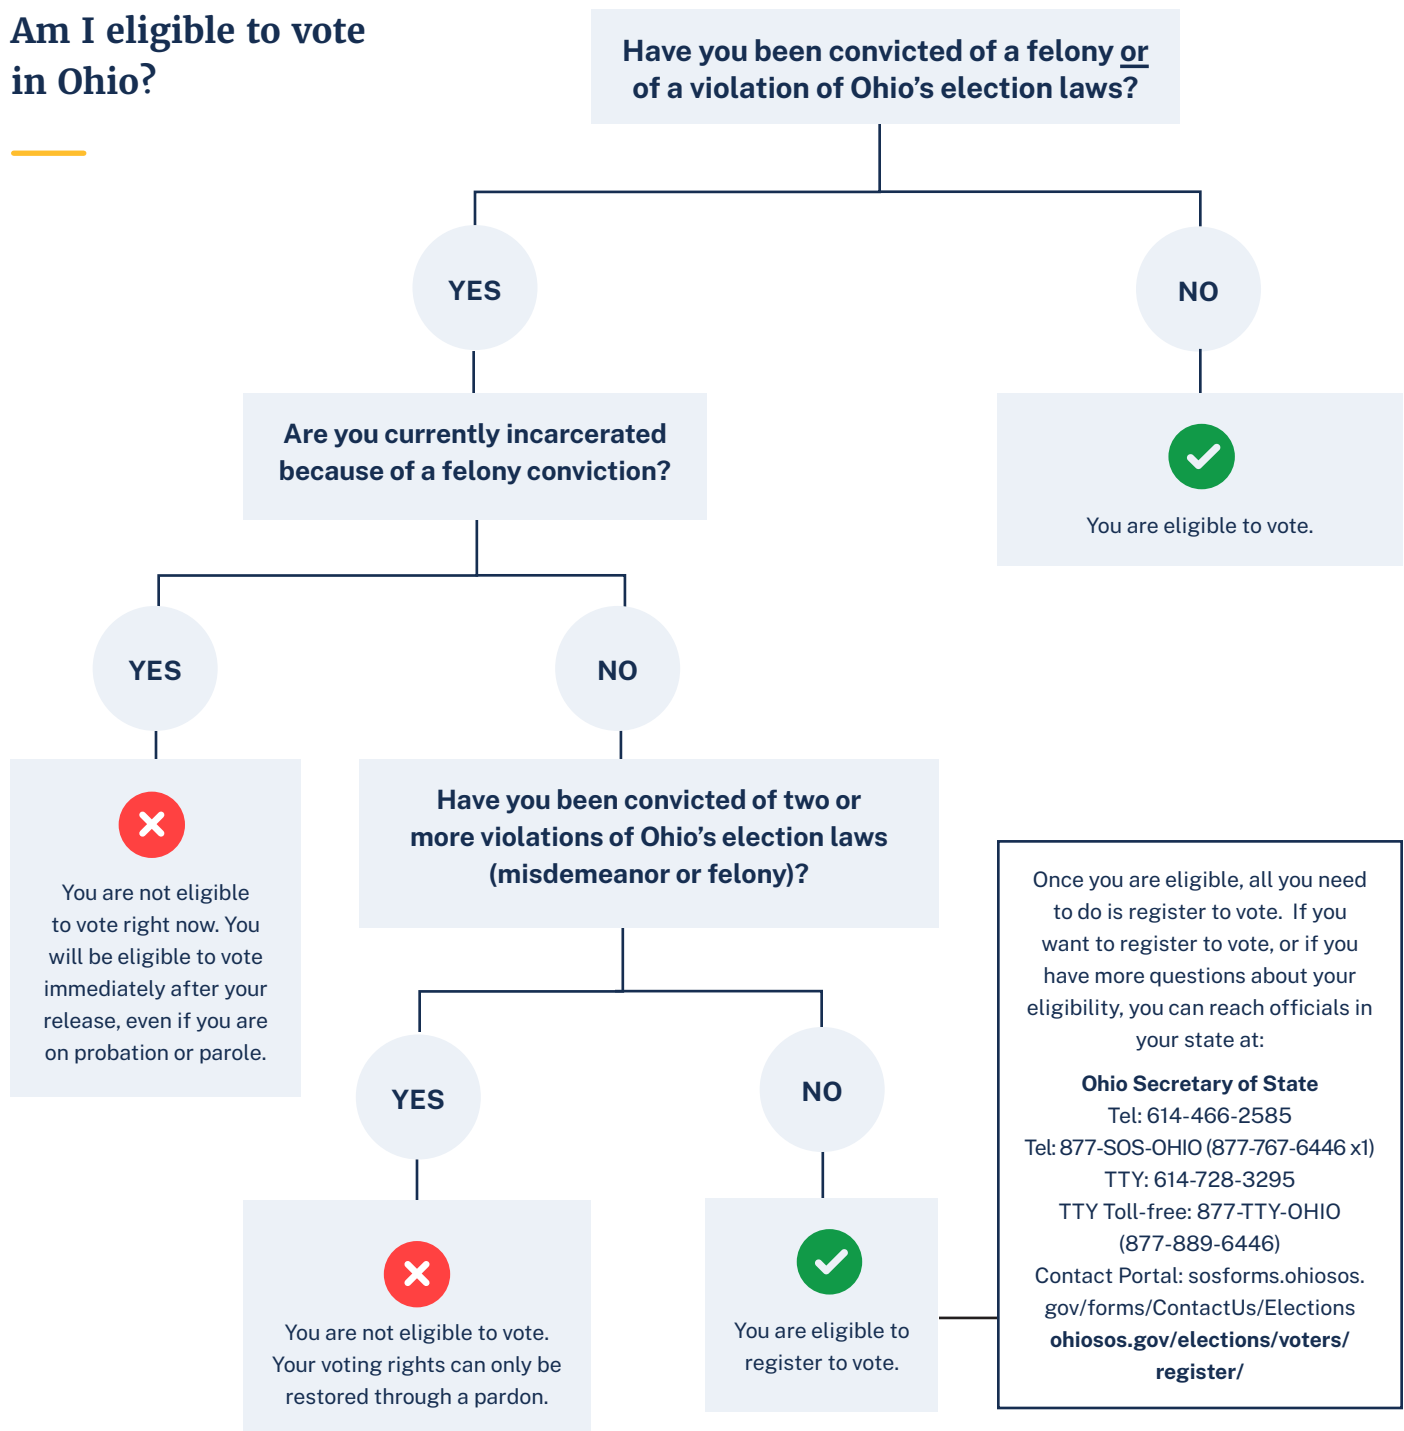 Am I eligible to vote
in Ohio?
Have you been convicted of a felony or
of a violation of Ohio’s election laws?
YES
NO
Are you currently incarcerated
because of a felony conviction?
You are eligible to vote.
YES
NO
You are not eligible
to vote right now. You
will be eligible to vote
immediately after your
release, even if you are
on probation or parole.
Have you been convicted of two or
more violations of Ohio’s election laws
(misdemeanor or felony)?
YES
NO
You are not eligible to vote.
Your voting rights can only be
restored through a pardon.
You are eligible to
register to vote.
Once you are eligible, all you need
to do is register to vote.  If you
want to register to vote, or if you
have more questions about your
eligibility, you can reach officials in
your state at:
Ohio Secretary of State
Tel: 614-466-2585
Tel: 877-SOS-OHIO (877-767-6446 x1)
TTY: 614-728-3295
TTY Toll-free: 877-TTY-OHIO
(877-889-6446)
Contact Portal: sosforms.ohiosos.
gov/forms/ContactUs/Elections
ohiosos.gov/elections/voters/
register/